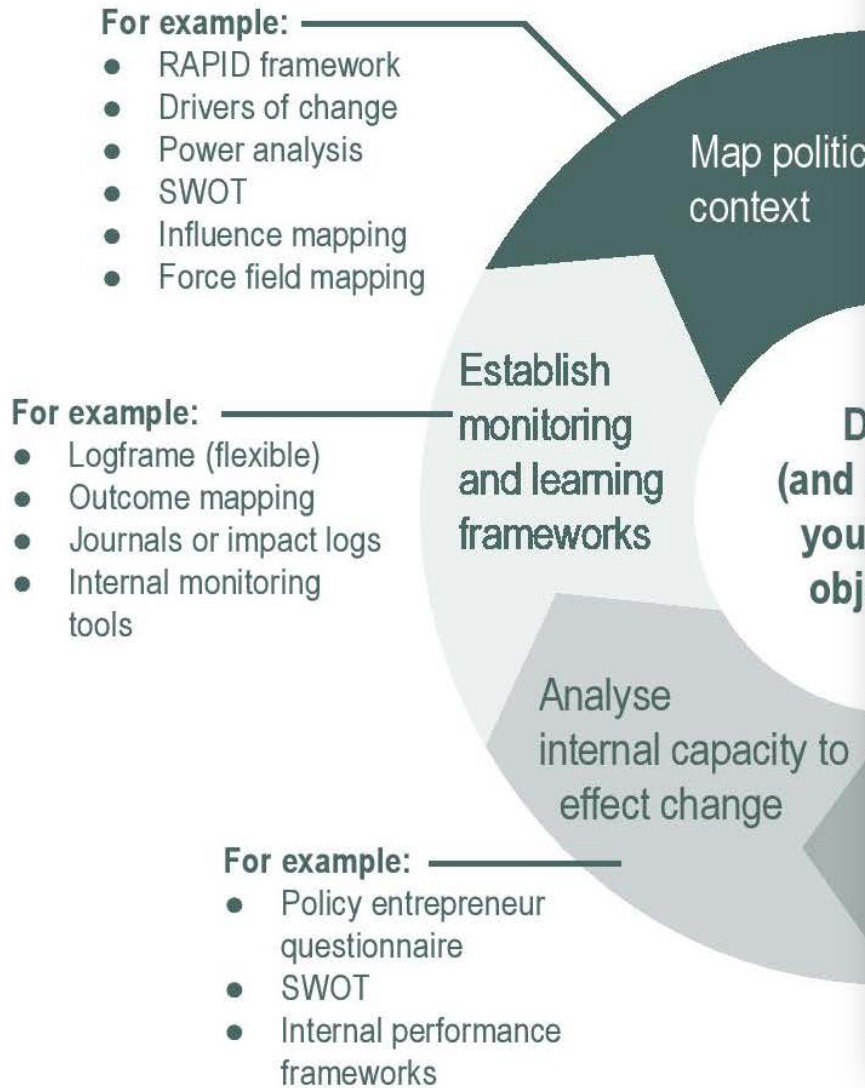 For example:
● RAPID framework
● Drivers of change
● Power analysis
● SWOT
● Influence mapping
● Force field mapping
Map politic
context
Establish
monitoring
and learning
frameworks
For example:
● Logframe (flexible)
● Outcome mapping
● Journals or impact logs
● Internal monitoring
tools
D
(and
you
obj
Analyse
internal capacity to
effect change
For example:
● Policy entrepreneur
questionnaire
● SWOT
● Internal performance
frameworks